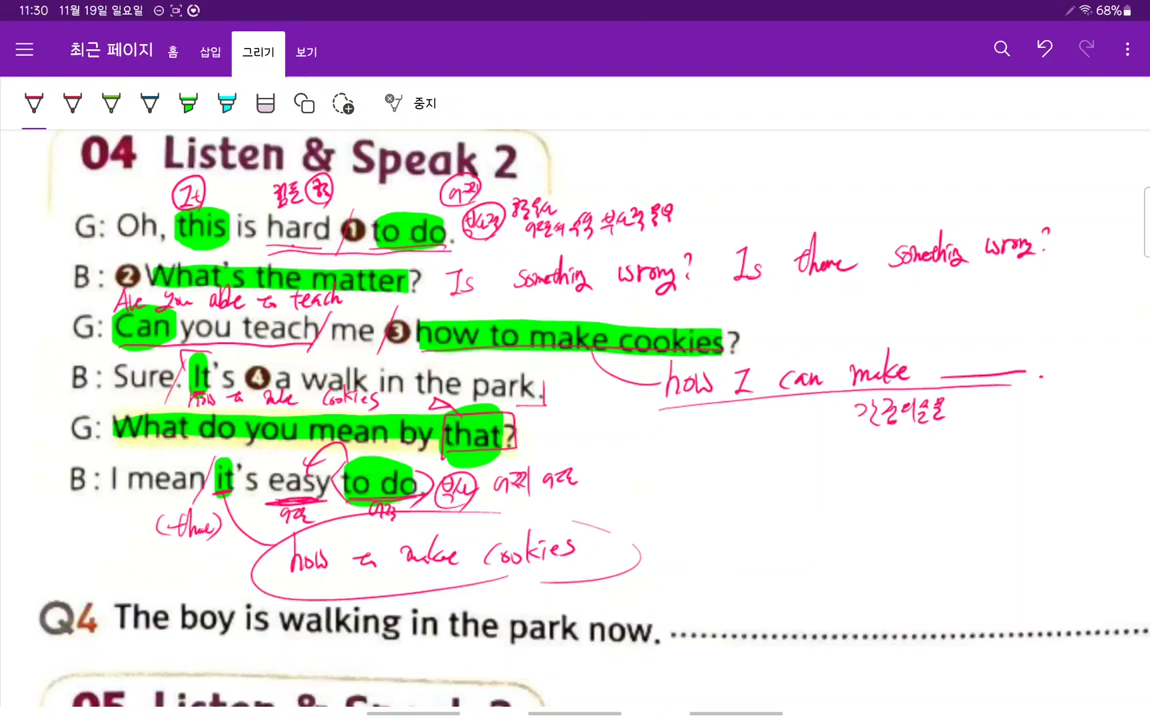 11:30 11월 19일 일요일 68%
최근 페이지 홈 삽입 그리기 보기
중지
04 Listen & Speak 2
G: Oh, this is hard ❶ to do.
B: ❷ What's the matter? Is something wrong? Is there something wrong?
Are you able to teach
G: Can you teach me ❸ how to make cookies?
how I can make
B: Sure. It's ❹ a walk in the park.
how to make cookies
G: What do you mean by that?
간접의문문
B: I mean it's easy to do.
(that)
how to make cookies
Q4 The boy is walking in the park now.